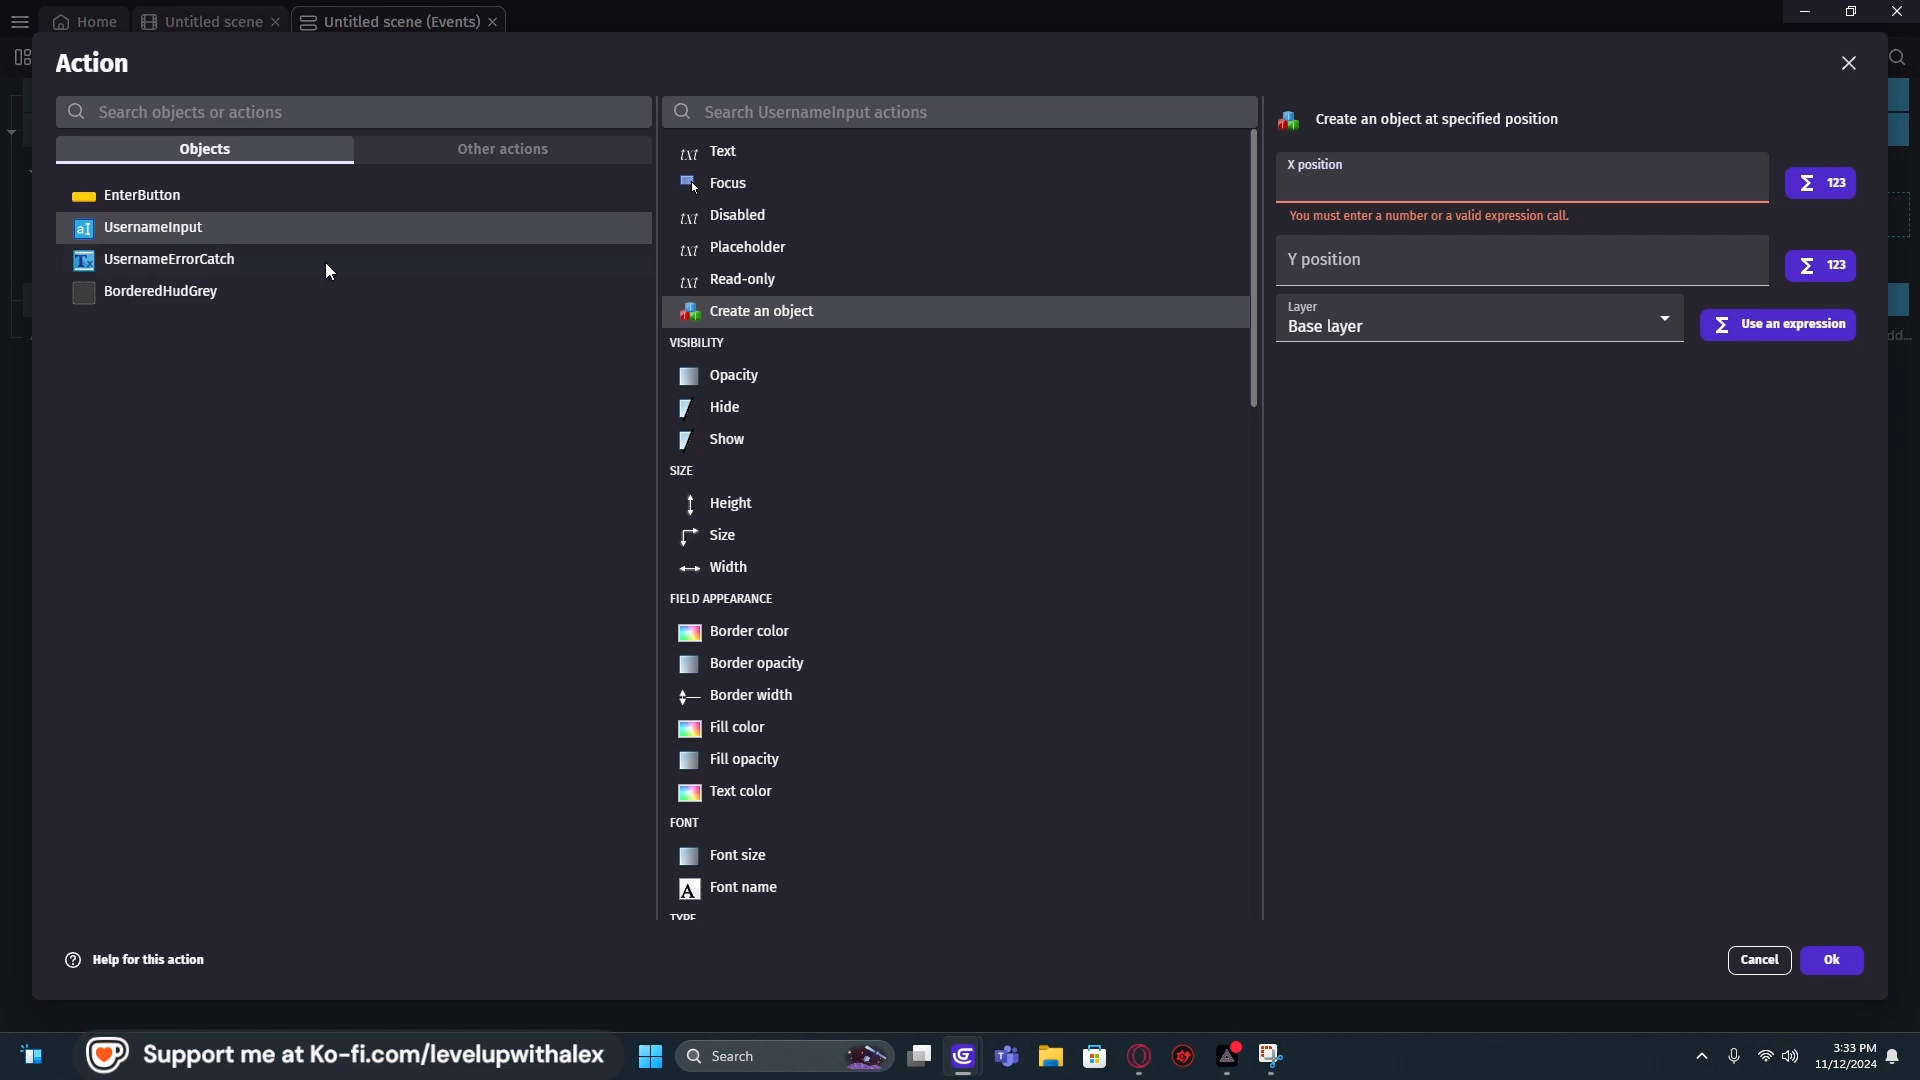 Home
Untitled scene
Untitled scene (Events)
Action
Search objects or actions
Objects
Other actions
EnterButton
UsernameInput
UsernameErrorCatch
BorderedHudGrey
Search UsernameInput actions
Text
Focus
Disabled
Placeholder
Read-only
Create an object
VISIBILITY
Opacity
Hide
Show
SIZE
Height
Size
Width
FIELD APPEARANCE
Border color
Border opacity
Border width
Fill color
Fill opacity
Text color
FONT
Font size
Font name
TYPE
Create an object at specified position
X position
Σ 123
You must enter a number or a valid expression call.
Y position
Σ 123
Layer
Base layer
Σ Use an expression
dd...
Help for this action
Cancel
Ok
Support me at Ko-fi.com/levelupwithalex
Search
3:33 PM
11/12/2024